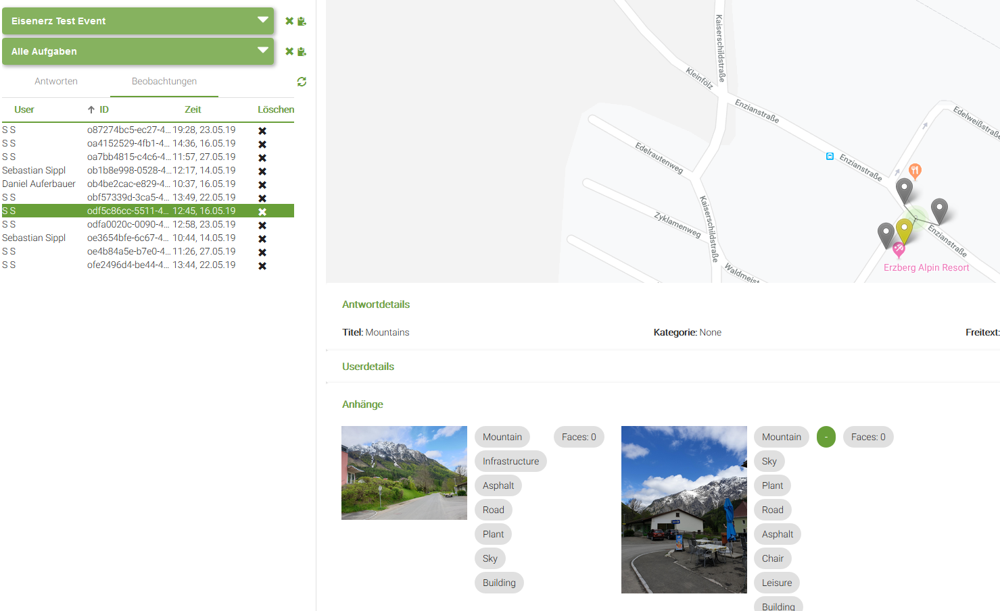 Eisenerz Test Event
Alle Aufgaben
Antworten Beobachtungen
User ID Zeit Löschen
S S o87274bc5-ec27-4... 19:28, 23.05.19
S S oa4152529-4fb1-4... 14:36, 16.05.19
S S oa7bb4815-c4c6-4... 11:57, 27.05.19
Sebastian Sippl ob1b8e998-0528-4... 12:17, 14.05.19
Daniel Auferbauer ob4be2cac-e829-4... 10:37, 16.05.19
S S obf57339d-3ca5-4... 13:49, 22.05.19
S S odf5c86cc-5511-4... 12:45, 16.05.19
S S odfa0020c-0090-4... 12:58, 23.05.19
Sebastian Sippl oe3654bfe-6c67-4... 10:44, 14.05.19
S S oe4b84a5e-b7e0-4... 11:26, 27.05.19
S S ofe2496d4-be44-4... 13:44, 22.05.19
Kaiserschildstraße
Kleinfölz
Enzianstraße
Edelweißstraße
Edelrautenweg
Enzianstraße
Kaiserschildstraße
Zyklamenweg
Enzianstraße
Waldmeist
Erzberg Alpin Resort
Antwortdetails
Titel: Mountains Kategorie: None Freitext:
Userdetails
Anhänge
Mountain Faces: 0
Infrastructure
Asphalt
Road
Plant
Sky
Building
Mountain - Faces: 0
Sky
Plant
Road
Asphalt
Chair
Leisure
Building